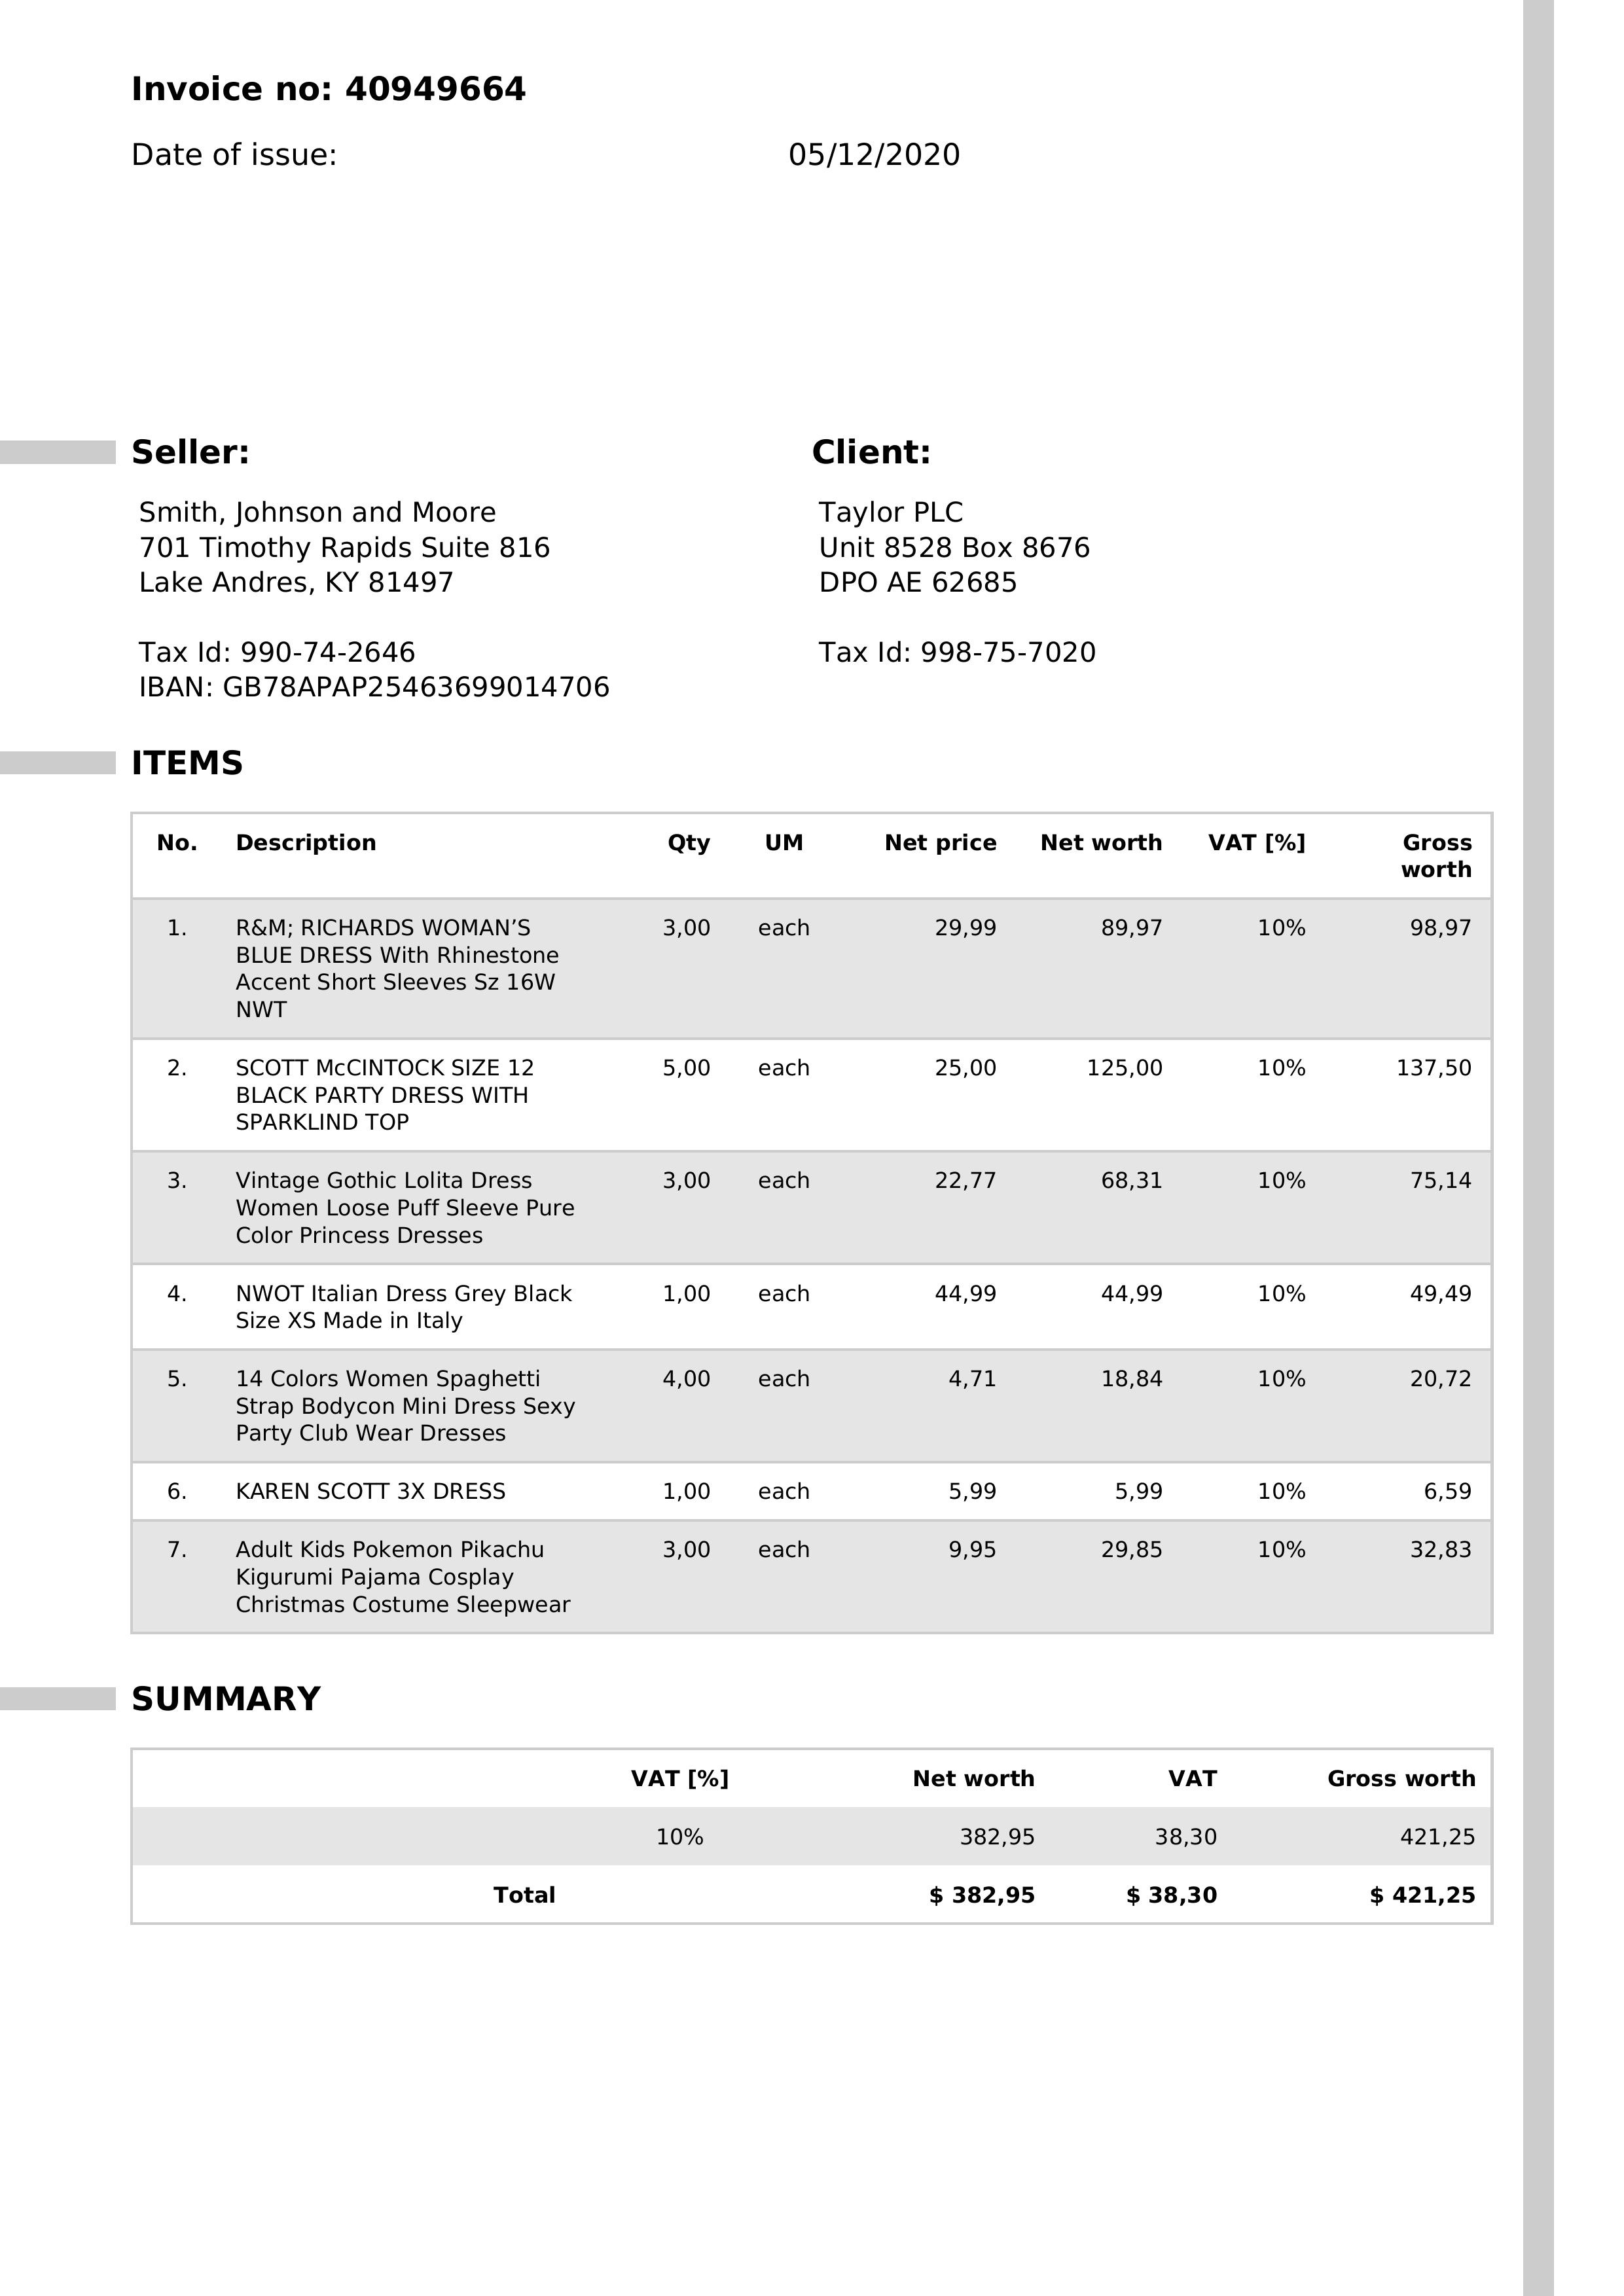 Invoice no: 40949664
Date of issue: 05/12/2020
Seller:
Smith, Johnson and Moore
701 Timothy Rapids Suite 816
Lake Andres, KY 81497
Tax Id: 990-74-2646
IBAN: GB78APAP25463699014706
Client:
Taylor PLC
Unit 8528 Box 8676
DPO AE 62685
Tax Id: 998-75-7020
ITEMS
No. Description Qty UM Net price Net worth VAT [%] Gross
worth
1. R&M; RICHARDS WOMAN’S 3,00 each 29,99 89,97 10% 98,97
BLUE DRESS With Rhinestone
Accent Short Sleeves Sz 16W
NWT
2. SCOTT McCINTOCK SIZE 12 5,00 each 25,00 125,00 10% 137,50
BLACK PARTY DRESS WITH
SPARKLIND TOP
3. Vintage Gothic Lolita Dress 3,00 each 22,77 68,31 10% 75,14
Women Loose Puff Sleeve Pure
Color Princess Dresses
4. NWOT Italian Dress Grey Black 1,00 each 44,99 44,99 10% 49,49
Size XS Made in Italy
5. 14 Colors Women Spaghetti 4,00 each 4,71 18,84 10% 20,72
Strap Bodycon Mini Dress Sexy
Party Club Wear Dresses
6. KAREN SCOTT 3X DRESS 1,00 each 5,99 5,99 10% 6,59
7. Adult Kids Pokemon Pikachu 3,00 each 9,95 29,85 10% 32,83
Kigurumi Pajama Cosplay
Christmas Costume Sleepwear
SUMMARY
VAT [%] Net worth VAT Gross worth
10% 382,95 38,30 421,25
Total $ 382,95 $ 38,30 $ 421,25